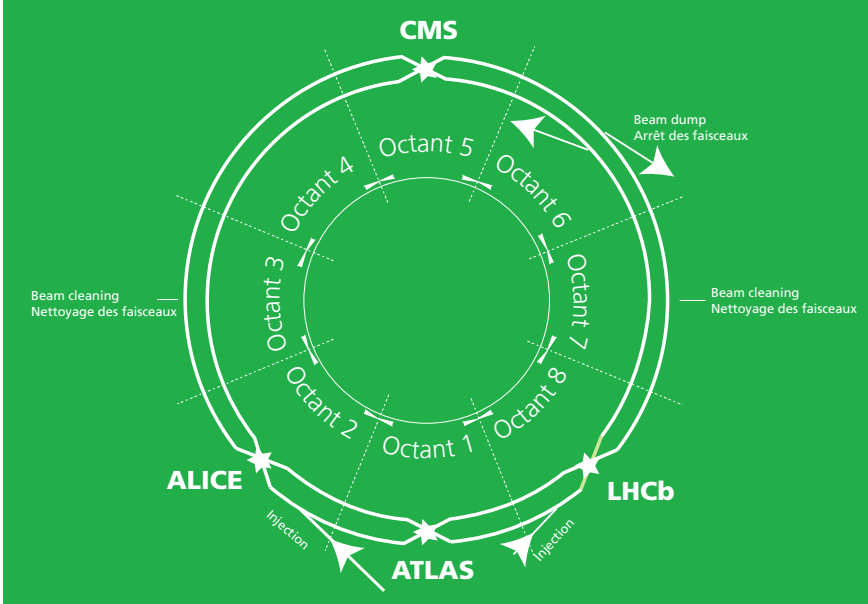 CMS
Beam dump
Arrêt des faisceaux
Octant 5
Octant 4
Octant 6
Octant 3
Octant 7
Beam cleaning
Nettoyage des faisceaux
Beam cleaning
Nettoyage des faisceaux
Octant 2
Octant 8
Octant 1
ALICE
LHCb
Injection
Injection
ATLAS